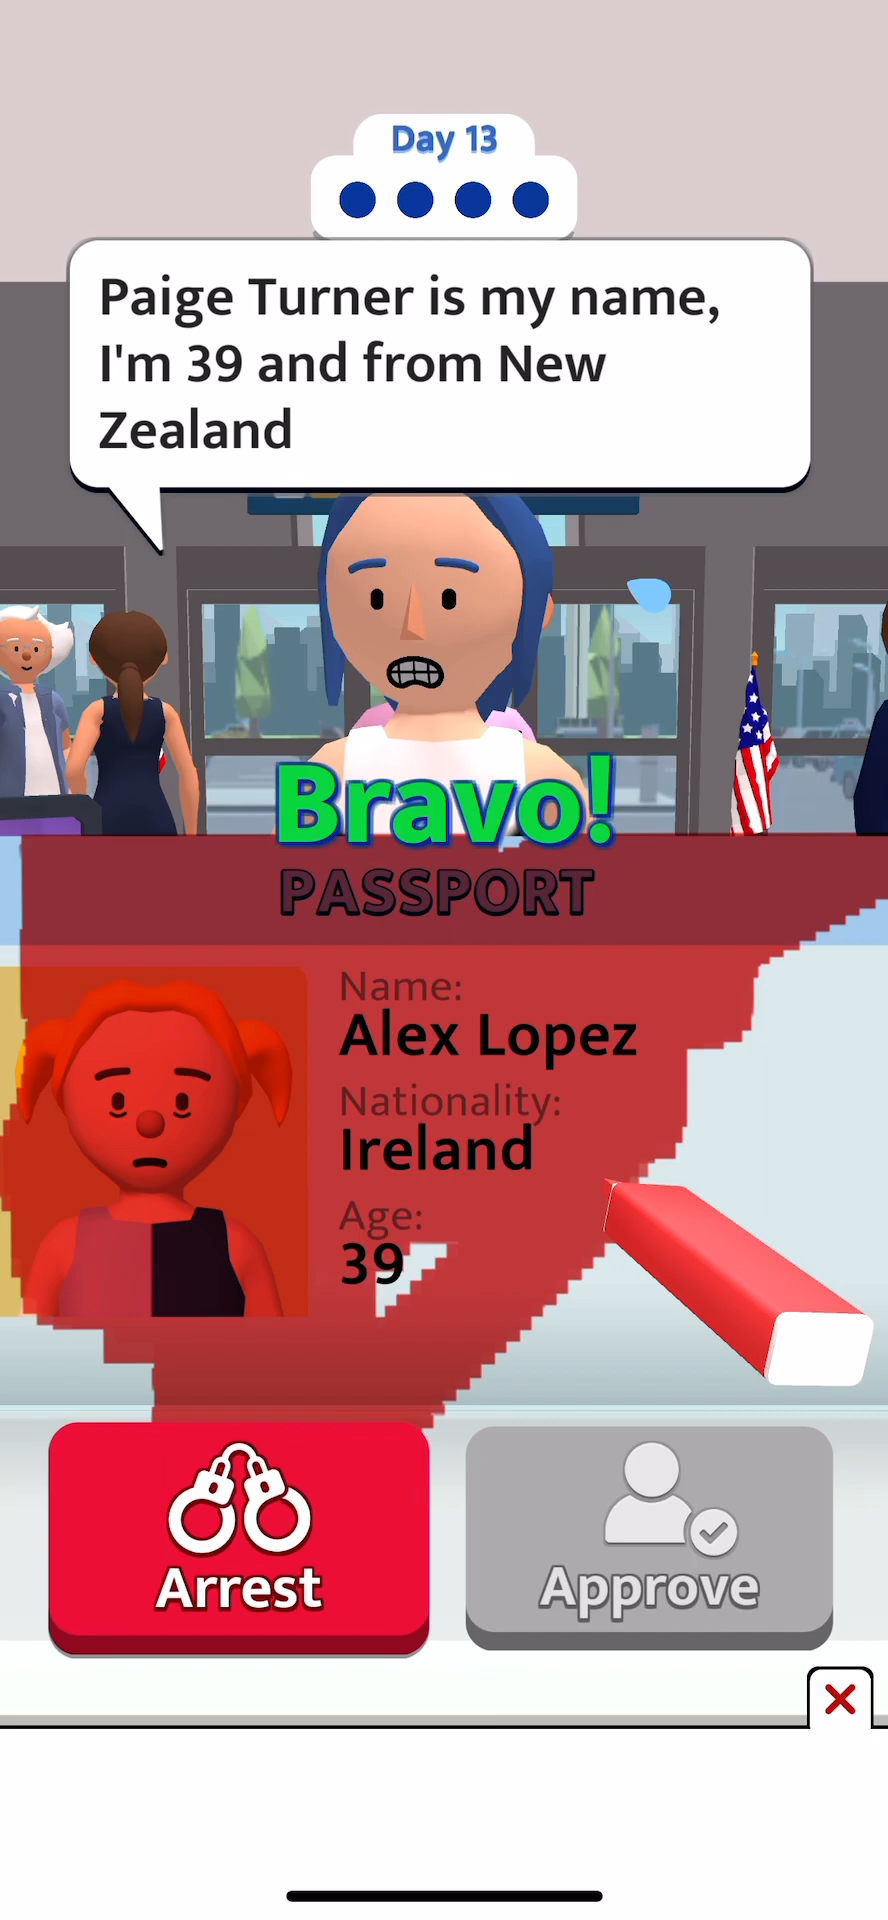 Day 13
Paige Turner is my name,
I'm 39 and from New
Zealand
Bravo!
PASSPORT
Name:
Alex Lopez
Nationality:
Ireland
Age:
39
Arrest
Approve